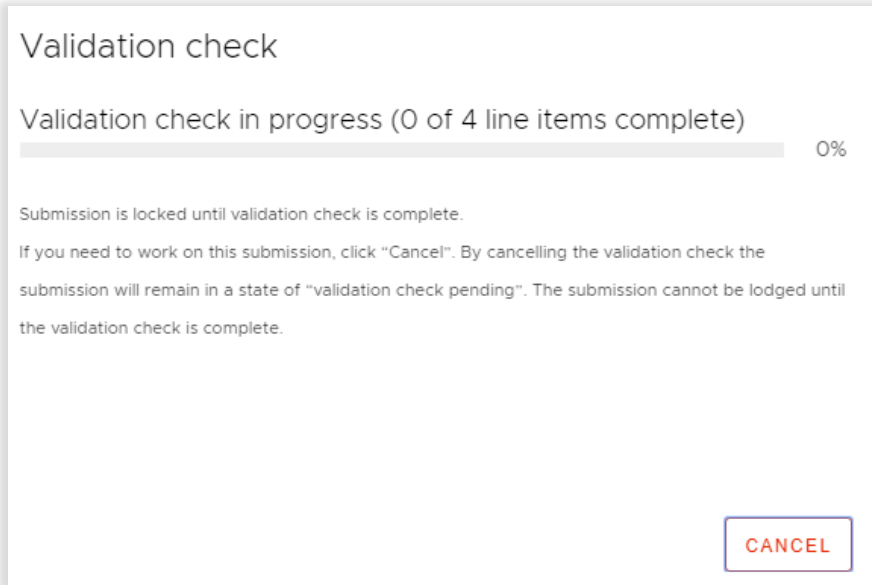 Validation check
Validation check in progress (0 of 4 line items complete)
0%
Submission is locked until validation check is complete.
If you need to work on this submission, click "Cancel". By cancelling the validation check the
submission will remain in a state of "validation check pending". The submission cannot be lodged until
the validation check is complete.
CANCEL